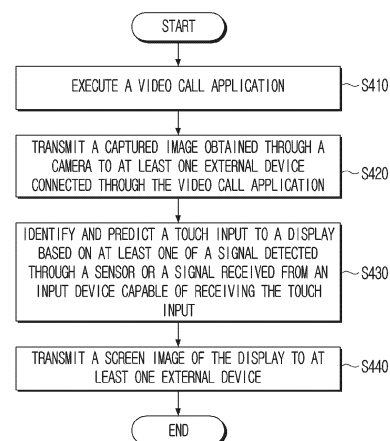 START
EXECUTE A VIDEO CALL APPLICATION
S410
TRANSMIT A CAPTURED IMAGE OBTAINED THROUGH A
CAMERA TO AT LEAST ONE EXTERNAL DEVICE
CONNECTED THROUGH THE VIDEO CALL APPLICATION
S420
IDENTIFY AND PREDICT A TOUCH INPUT TO A DISPLAY
BASED ON AT LEAST ONE OF A SIGNAL DETECTED
THROUGH A SENSOR OR A SIGNAL RECEIVED FROM AN
INPUT DEVICE CAPABLE OF RECEIVING THE TOUCH
INPUT
S430
TRANSMIT A SCREEN IMAGE OF THE DISPLAY TO AT
LEAST ONE EXTERNAL DEVICE
S440
END